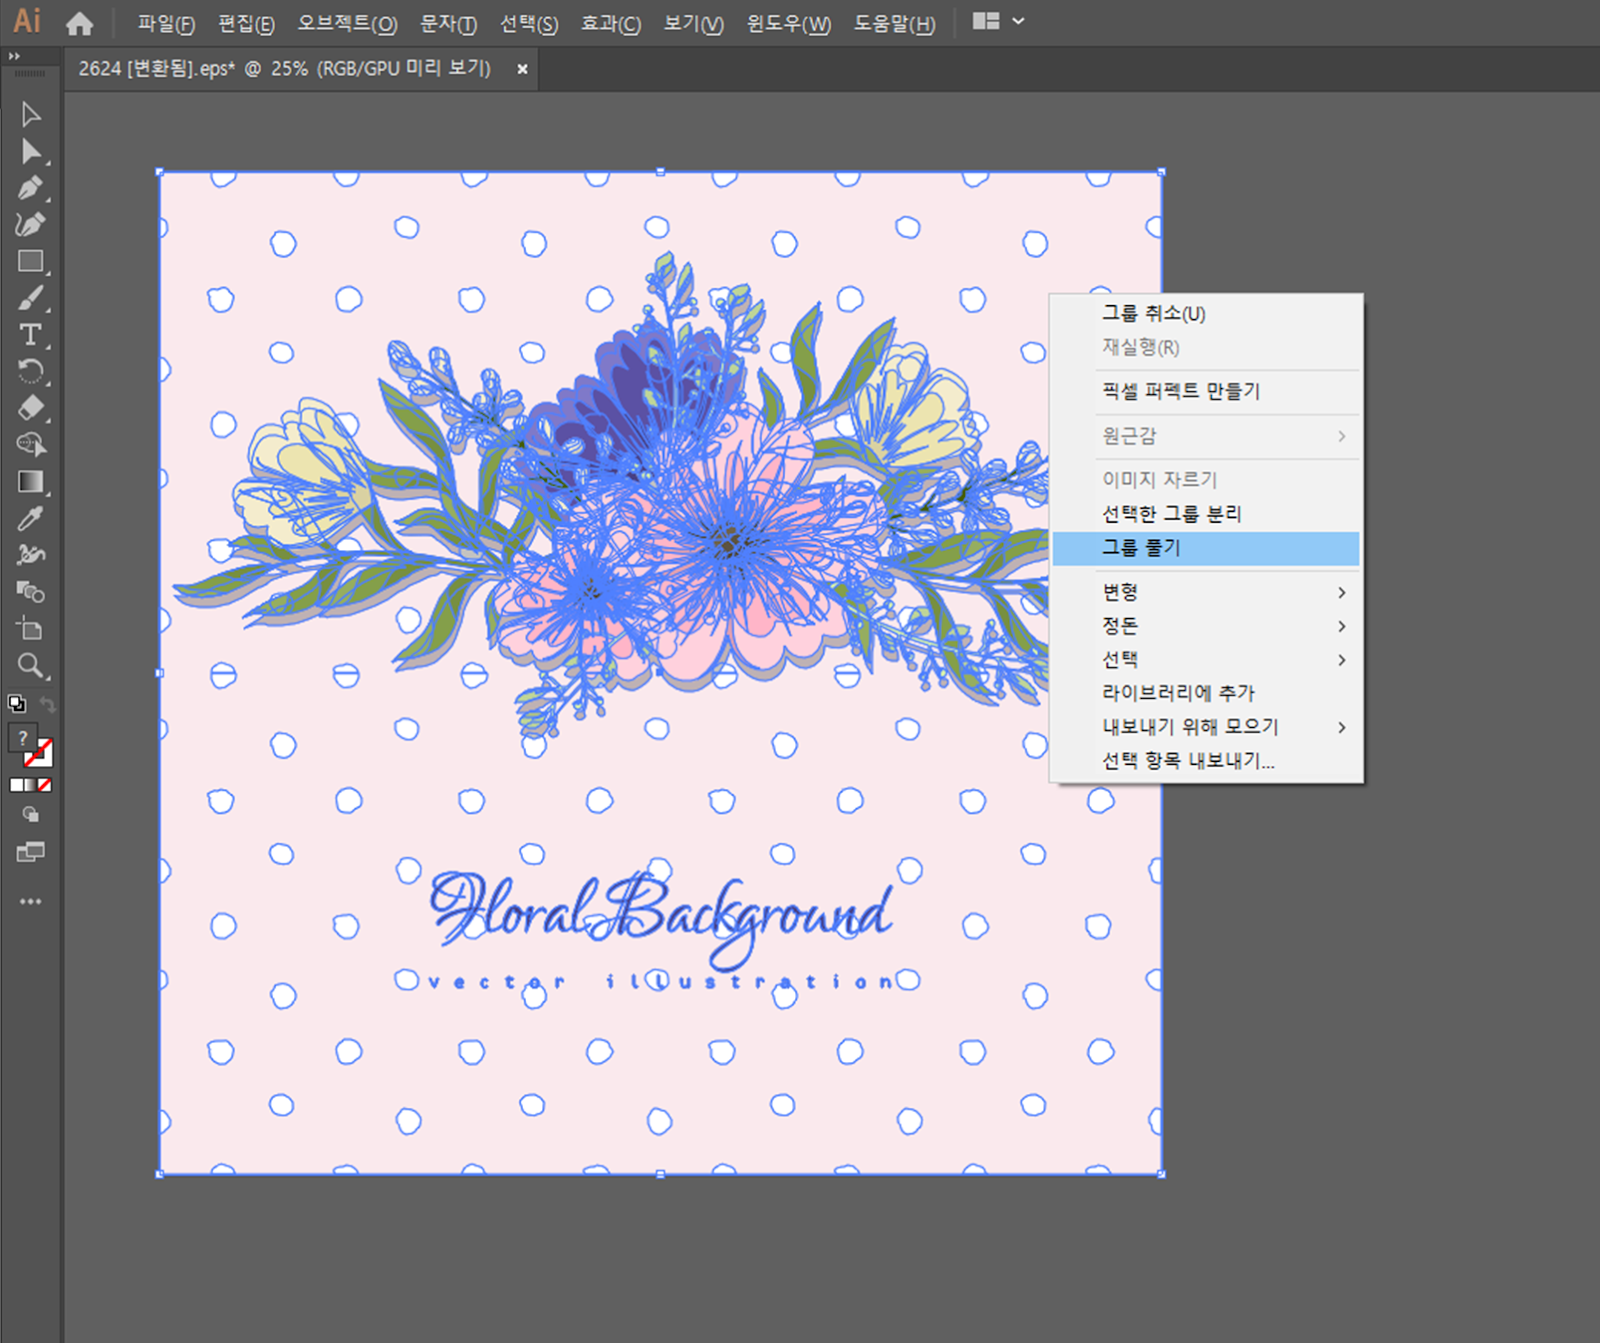 Ai 파일(F) 편집(E) 오브젝트(O) 문자(T) 선택(S) 효과(C) 보기(V) 윈도우(W) 도움말(H)
2624 [변환됨].eps* @ 25% (RGB/GPU 미리 보기) ×
그룹 취소(U)
재실행(R)
픽셀 퍼펙트 만들기
원근감
이미지 자르기
선택한 그룹 분리
그룹 풀기
변형
정돈
선택
라이브러리에 추가
내보내기 위해 모으기
선택 항목 내보내기...
?
Floral Background
vector illustration